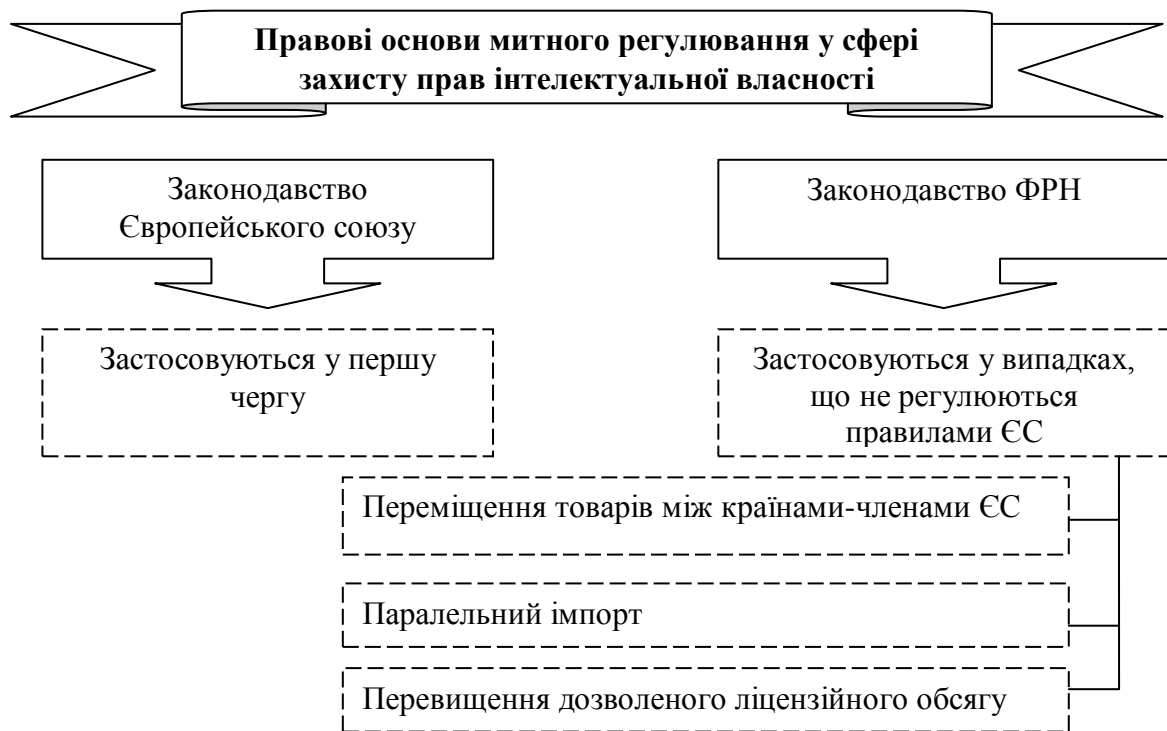 Правові основи митного регулювання у сфері
захисту прав інтелектуальної власності
Законодавство
Європейського союзу
Законодавство ФРН
Застосовуються у першу
чергу
Застосовуються у випадках,
що не регулюються
правилами ЄС
Переміщення товарів між країнами-членами ЄС
Паралельний імпорт
Перевищення дозволеного ліцензійного обсягу